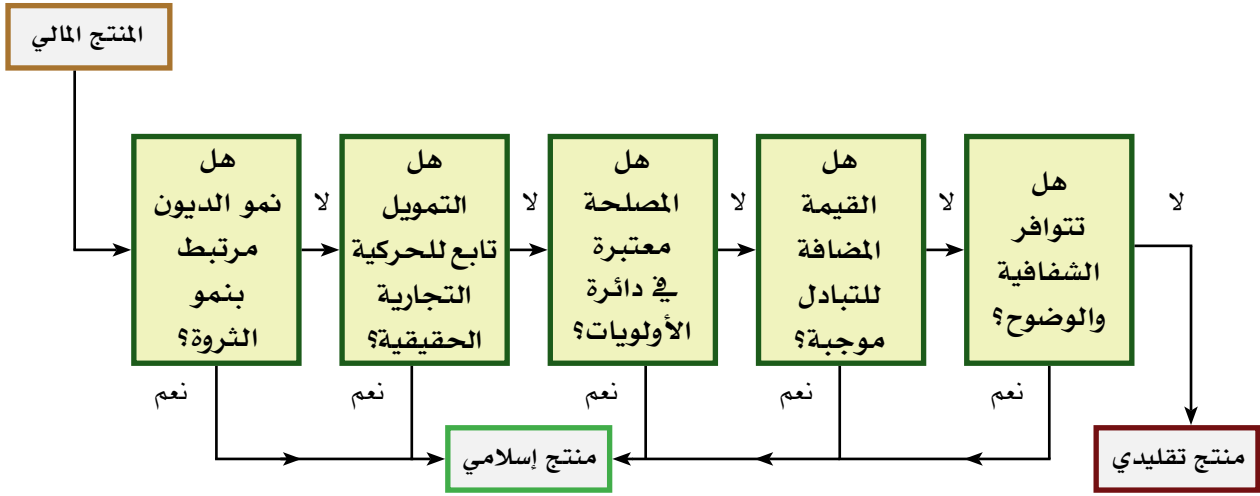 المنتج المالي
هل
نمو الديون
مرتبط
بنمو
الثروة؟
لا
نعم
هل
التمويل
تابع للحركية
التجارية
الحقيقية؟
لا
نعم
هل
المصلحة
معتبرة
في دائرة
الأولويات؟
لا
نعم
هل
القيمة
المضافة
للتبادل
موجبة؟
لا
نعم
هل
تتوافر
الشفافية
والوضوح؟
لا
نعم
منتج إسلامي
منتج تقليدي